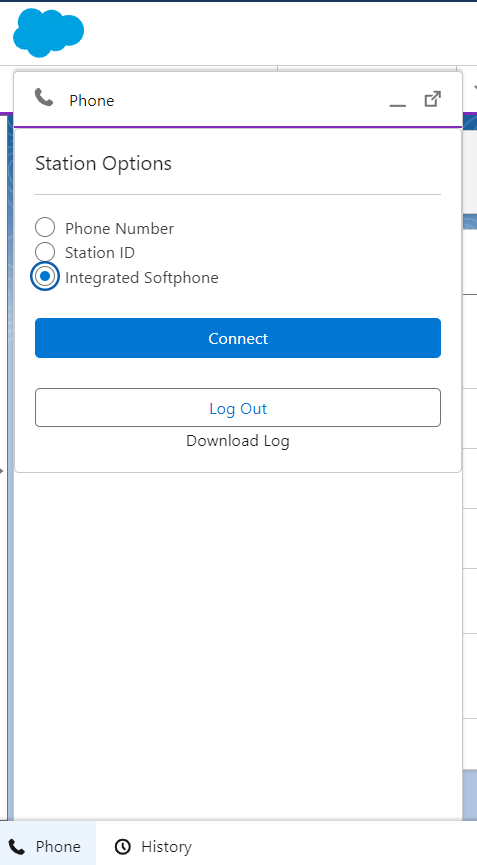 Phone
Station Options
Phone Number
Station ID
Integrated Softphone
Connect
Log Out
Download Log
Phone History